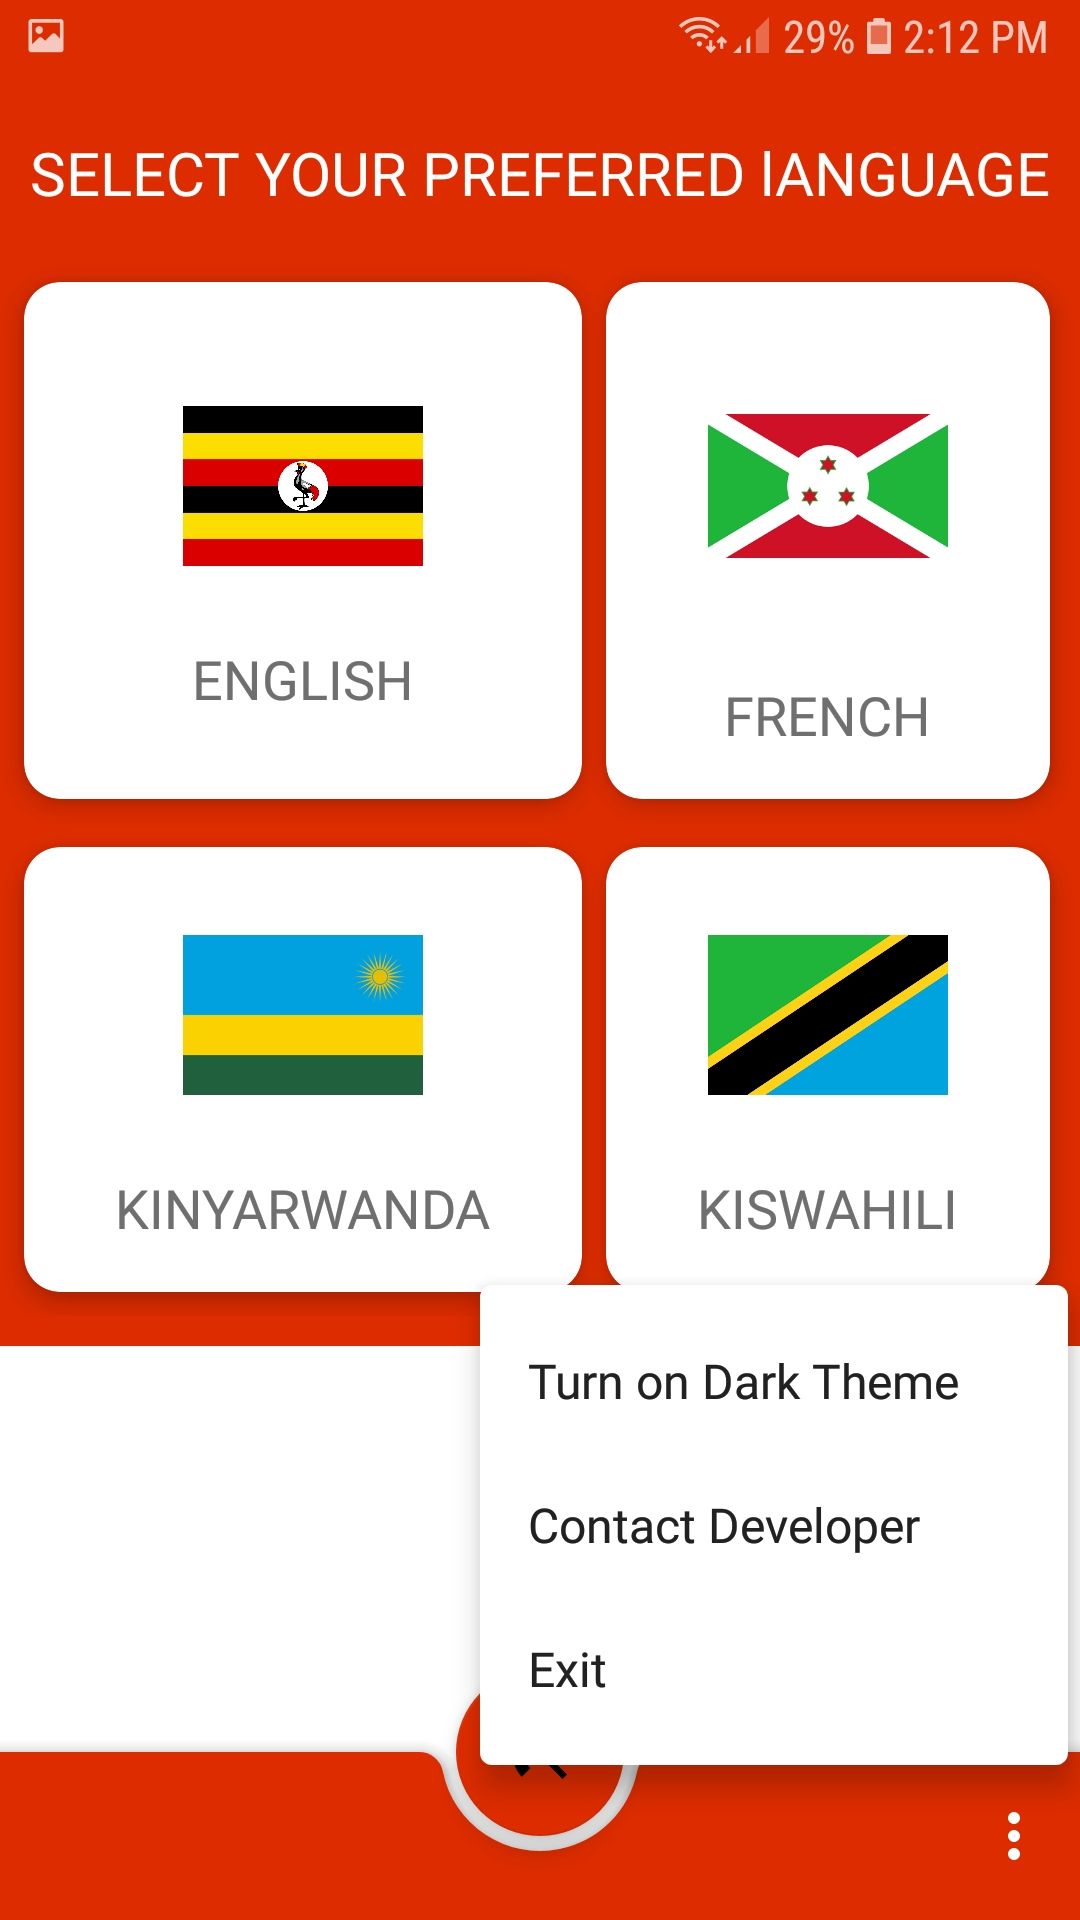 29% 2:12 PM
SELECT YOUR PREFERRED lANGUAGE
ENGLISH
FRENCH
KINYARWANDA
KISWAHILI
Turn on Dark Theme
Contact Developer
Exit